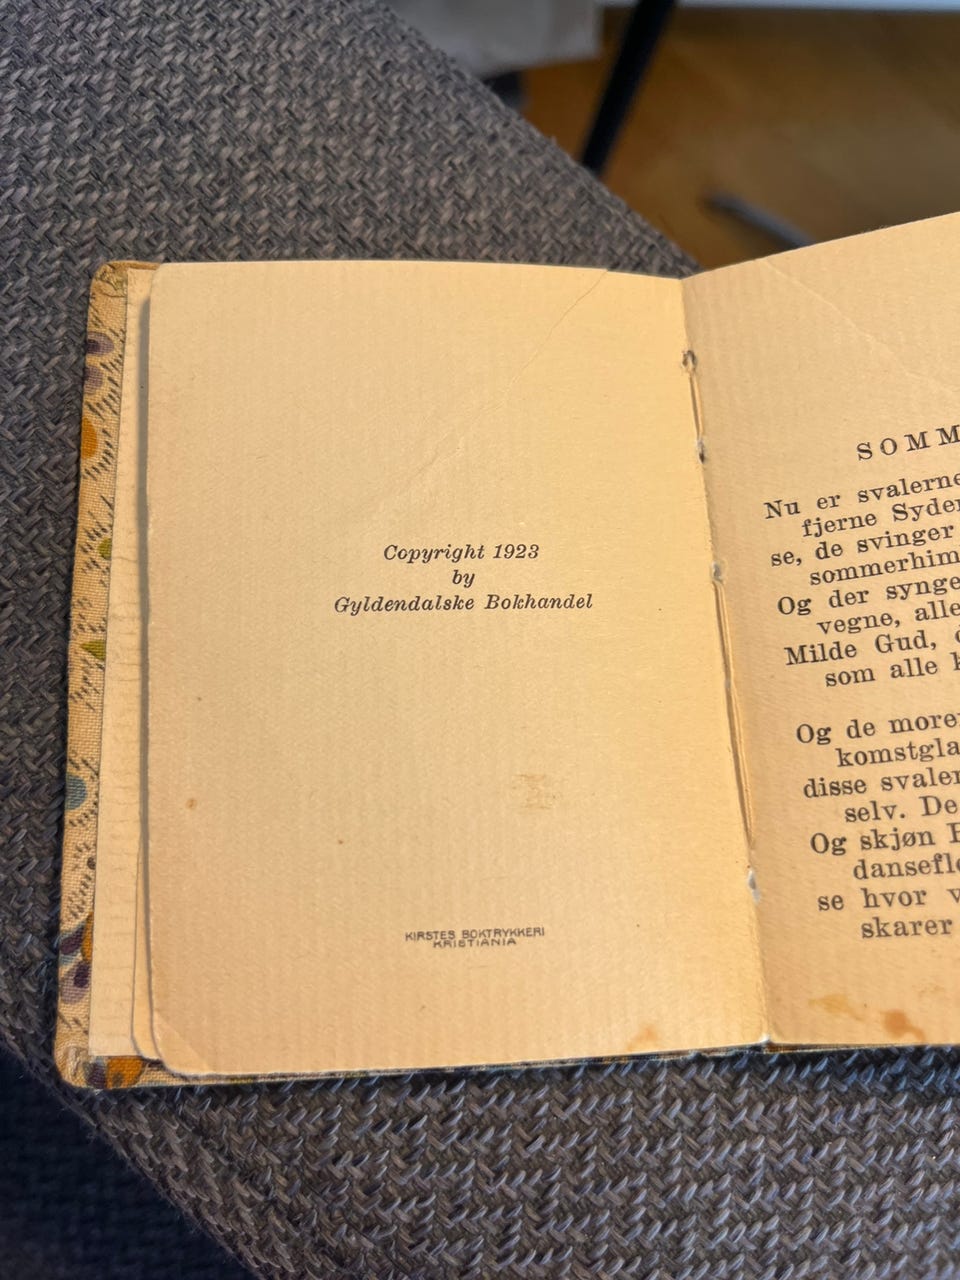 Copyright 1923
by
Gyldendalske Bokhandel
KIRSTES BOKTRYKKERI
KRISTIANIA
SOMM
Nu er svalerne
fjerne Syden
se, de svinger
sommerhim
Og der synge
vegne, alle
Milde Gud,
som alle
Og de more
komstgla
disse svaler
selv. De
Og skjøn
dansefle
se hvor
skarer